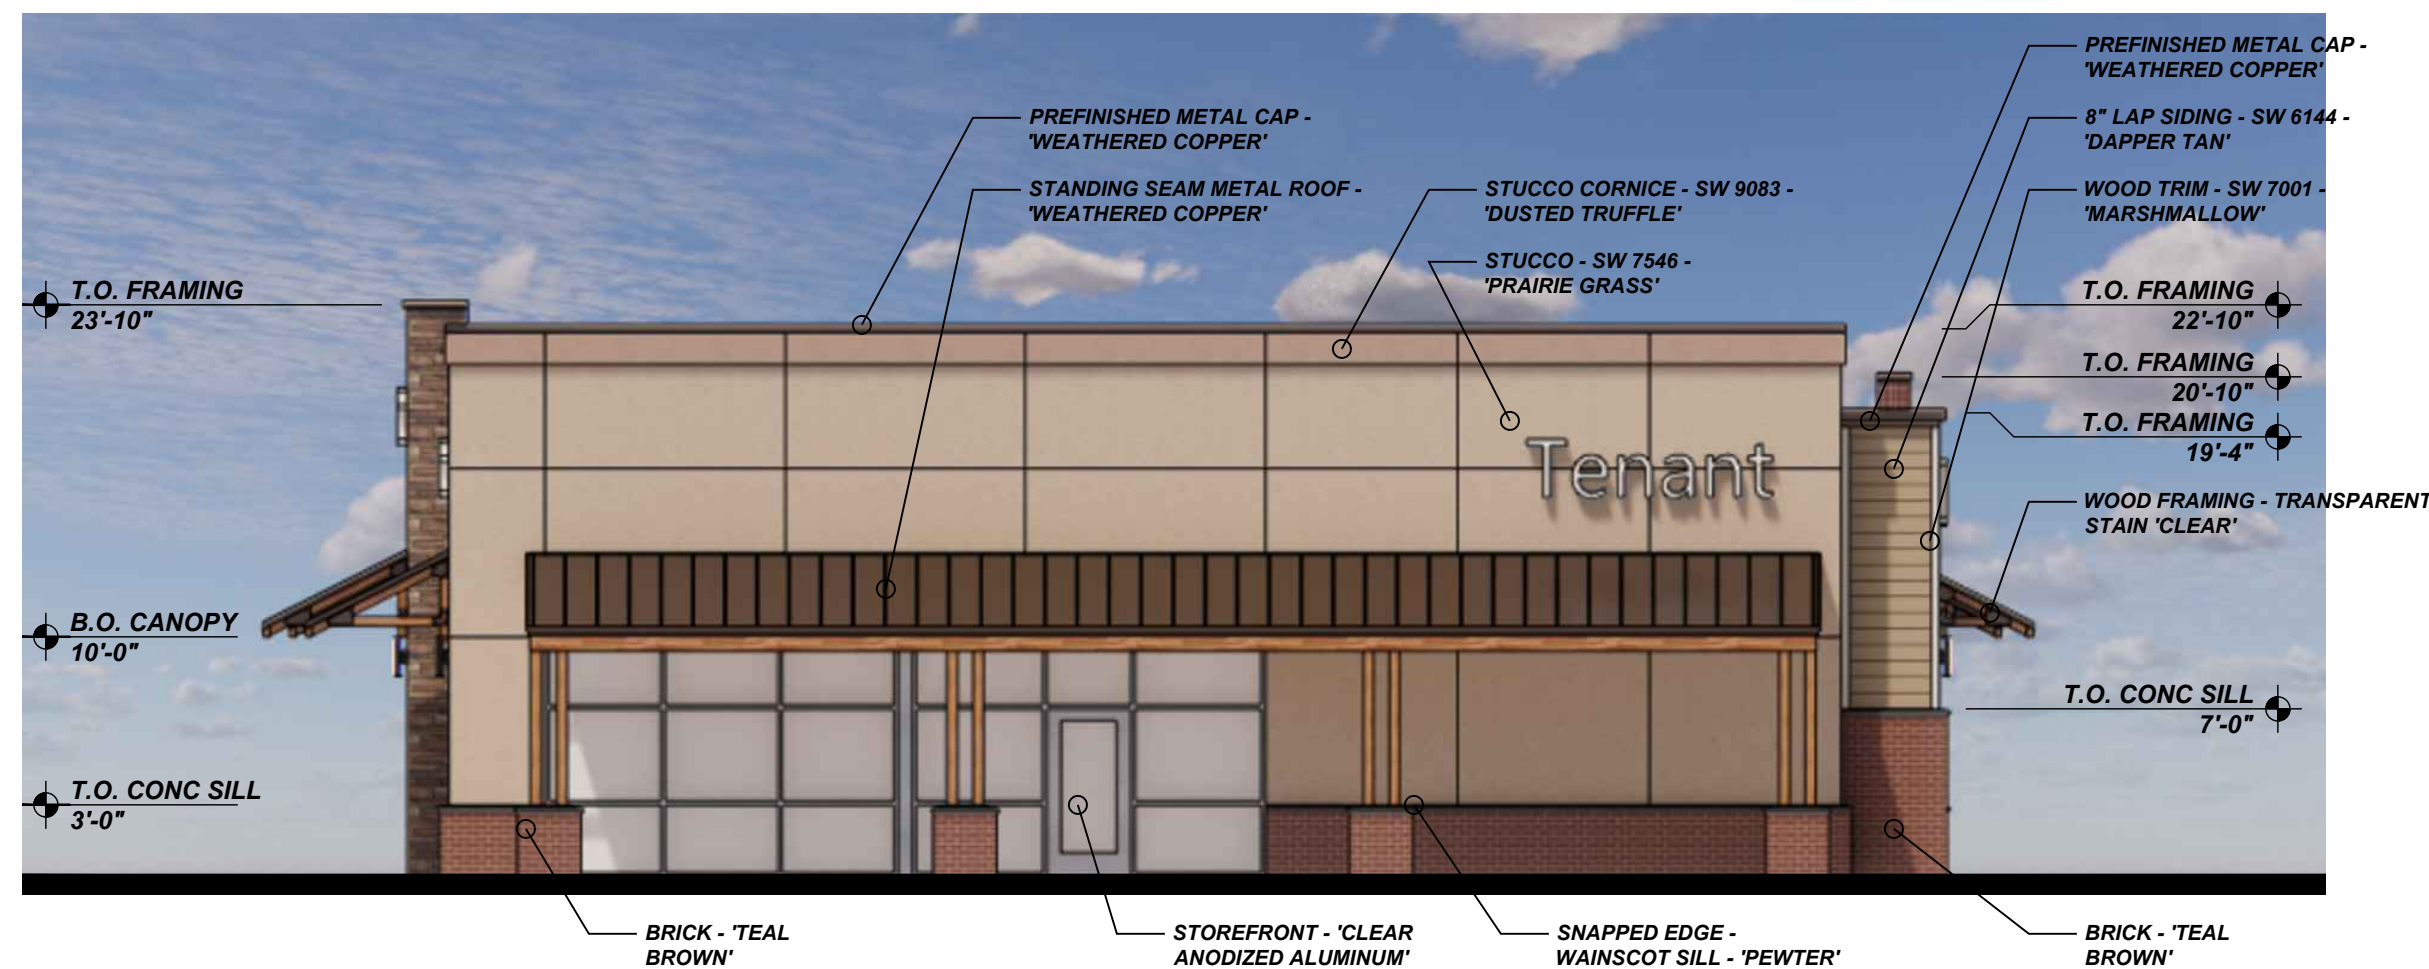 PREFINISHED METAL CAP -
'WEATHERED COPPER'
8" LAP SIDING - SW 6144 -
'DAPPER TAN'
WOOD TRIM - SW 7001 -
'MARSHMALLOW'
PREFINISHED METAL CAP -
'WEATHERED COPPER'
STANDING SEAM METAL ROOF -
'WEATHERED COPPER'
STUCCO CORNICE - SW 9083 -
'DUSTED TRUFFLE'
STUCCO - SW 7546 -
'PRAIRIE GRASS'
T.O. FRAMING
23'-10"
T.O. FRAMING
22'-10"
T.O. FRAMING
20'-10"
T.O. FRAMING
19'-4"
Tenant
WOOD FRAMING - TRANSPARENT
STAIN 'CLEAR'
B.O. CANOPY
10'-0"
T.O. CONC SILL
7'-0"
T.O. CONC SILL
3'-0"
BRICK - 'TEAL
BROWN'
STOREFRONT - 'CLEAR
ANODIZED ALUMINUM'
SNAPPED EDGE -
WAINSCOT SILL - 'PEWTER'
BRICK - 'TEAL
BROWN'